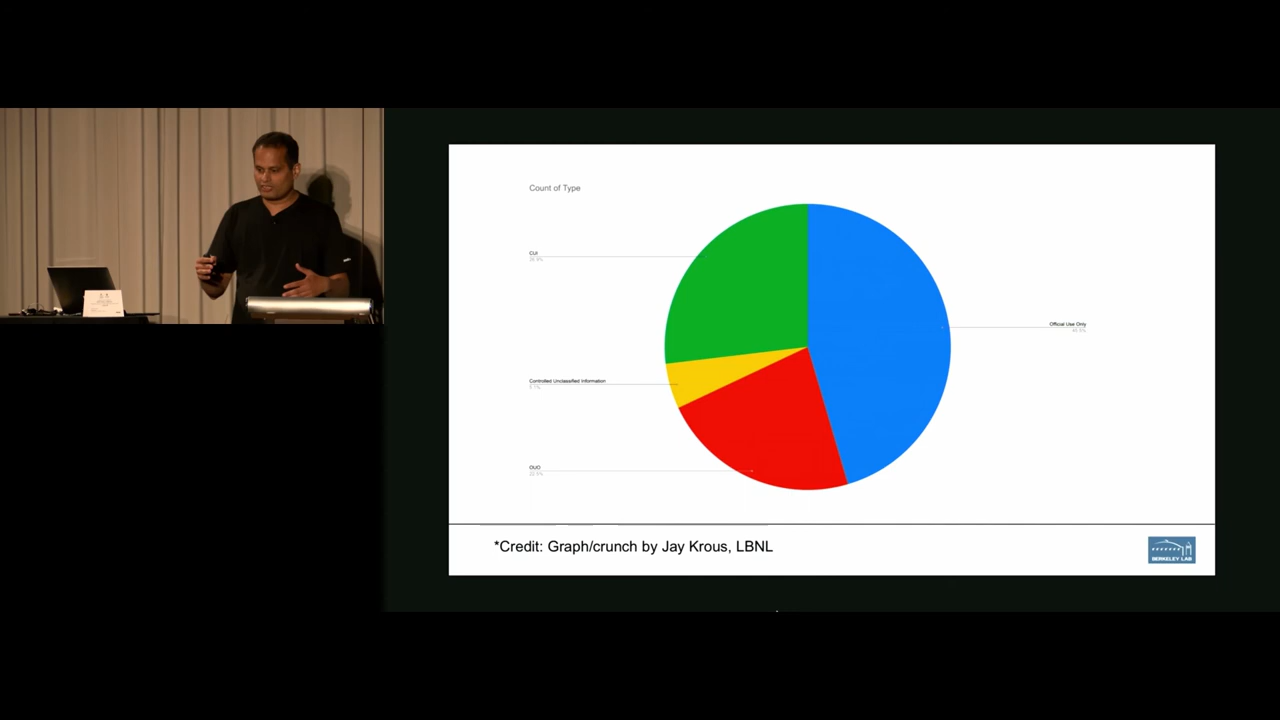 Count of Type
CUI
Official Use Only
Controlled Unclassified Information
OUO
*Credit: Graph/crunch by Jay Krous, LBNL
BERKELEY LAB